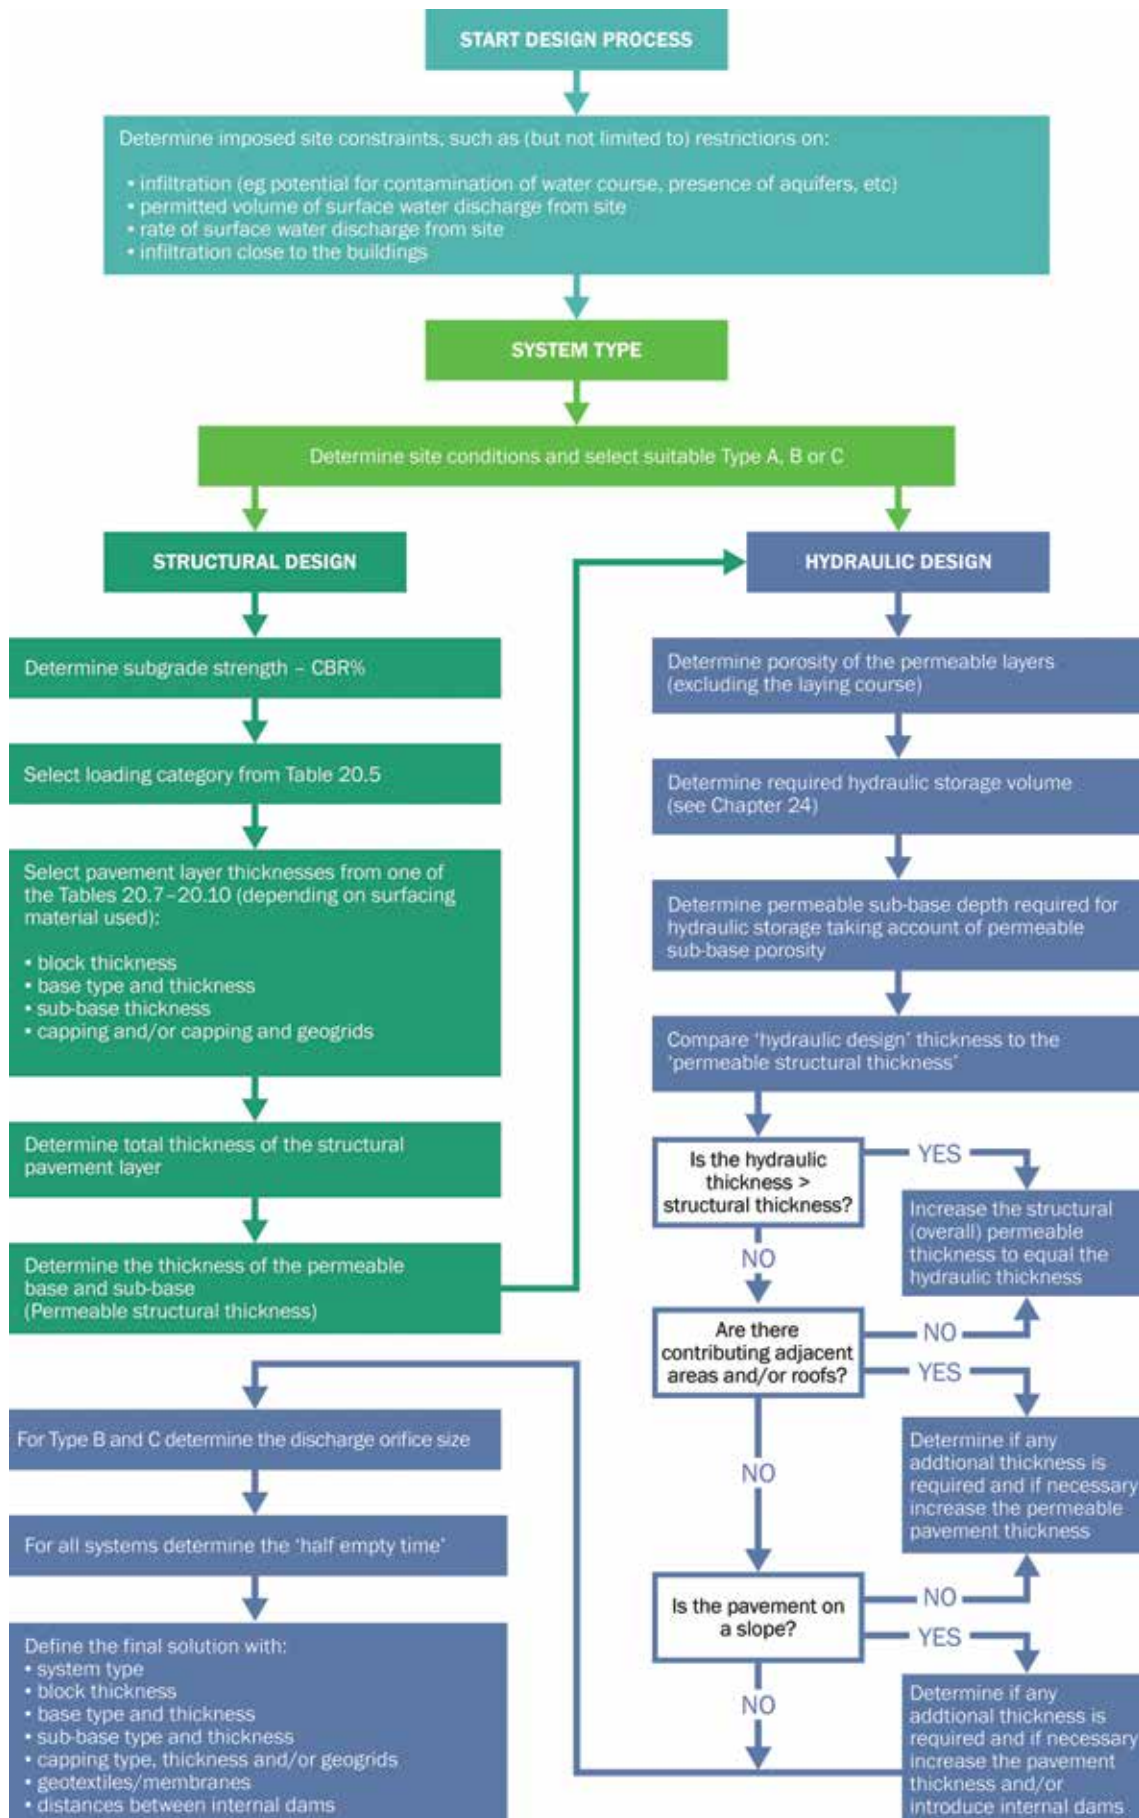 START DESIGN PROCESS
Determine imposed site constraints, such as (but not limited to) restrictions on:
• infiltration (eg potential for contamination of water course, presence of aquifers, etc)
• permitted volume of surface water discharge from site
• rate of surface water discharge from site
• infiltration close to the buildings
SYSTEM TYPE
Determine site conditions and select suitable Type A, B or C
STRUCTURAL DESIGN
Determine subgrade strength – CBR%
Select loading category from Table 20.5
Select pavement layer thicknesses from one of
the Tables 20.7–20.10 (depending on surfacing
material used):
• block thickness
• base type and thickness
• sub-base thickness
• capping and/or capping and geogrids
Determine total thickness of the structural
pavement layer
Determine the thickness of the permeable
base and sub-base
(Permeable structural thickness)
HYDRAULIC DESIGN
Determine porosity of the permeable layers
(excluding the laying course)
Determine required hydraulic storage volume
(see Chapter 24)
Determine permeable sub-base depth required for
hydraulic storage taking account of permeable
sub-base porosity
Compare 'hydraulic design' thickness to the
'permeable structural thickness'
Is the hydraulic
thickness >
structural thickness?
YES
Increase the structural
(overall) permeable
thickness to equal the
hydraulic thickness
NO
Are there
contributing adjacent
areas and/or roofs?
NO
YES
Determine if any
addtional thickness is
required and if necessary
increase the permeable
pavement thickness
NO
Is the pavement on
a slope?
NO
YES
Determine if any
addtional thickness is
required and if necessary
increase the pavement
thickness and/or
introduce internal dams
NO
For Type B and C determine the discharge orifice size
For all systems determine the 'half empty time'
Define the final solution with:
• system type
• block thickness
• base type and thickness
• sub-base type and thickness
• capping type, thickness and/or geogrids
• geotextiles/membranes
• distances between internal dams